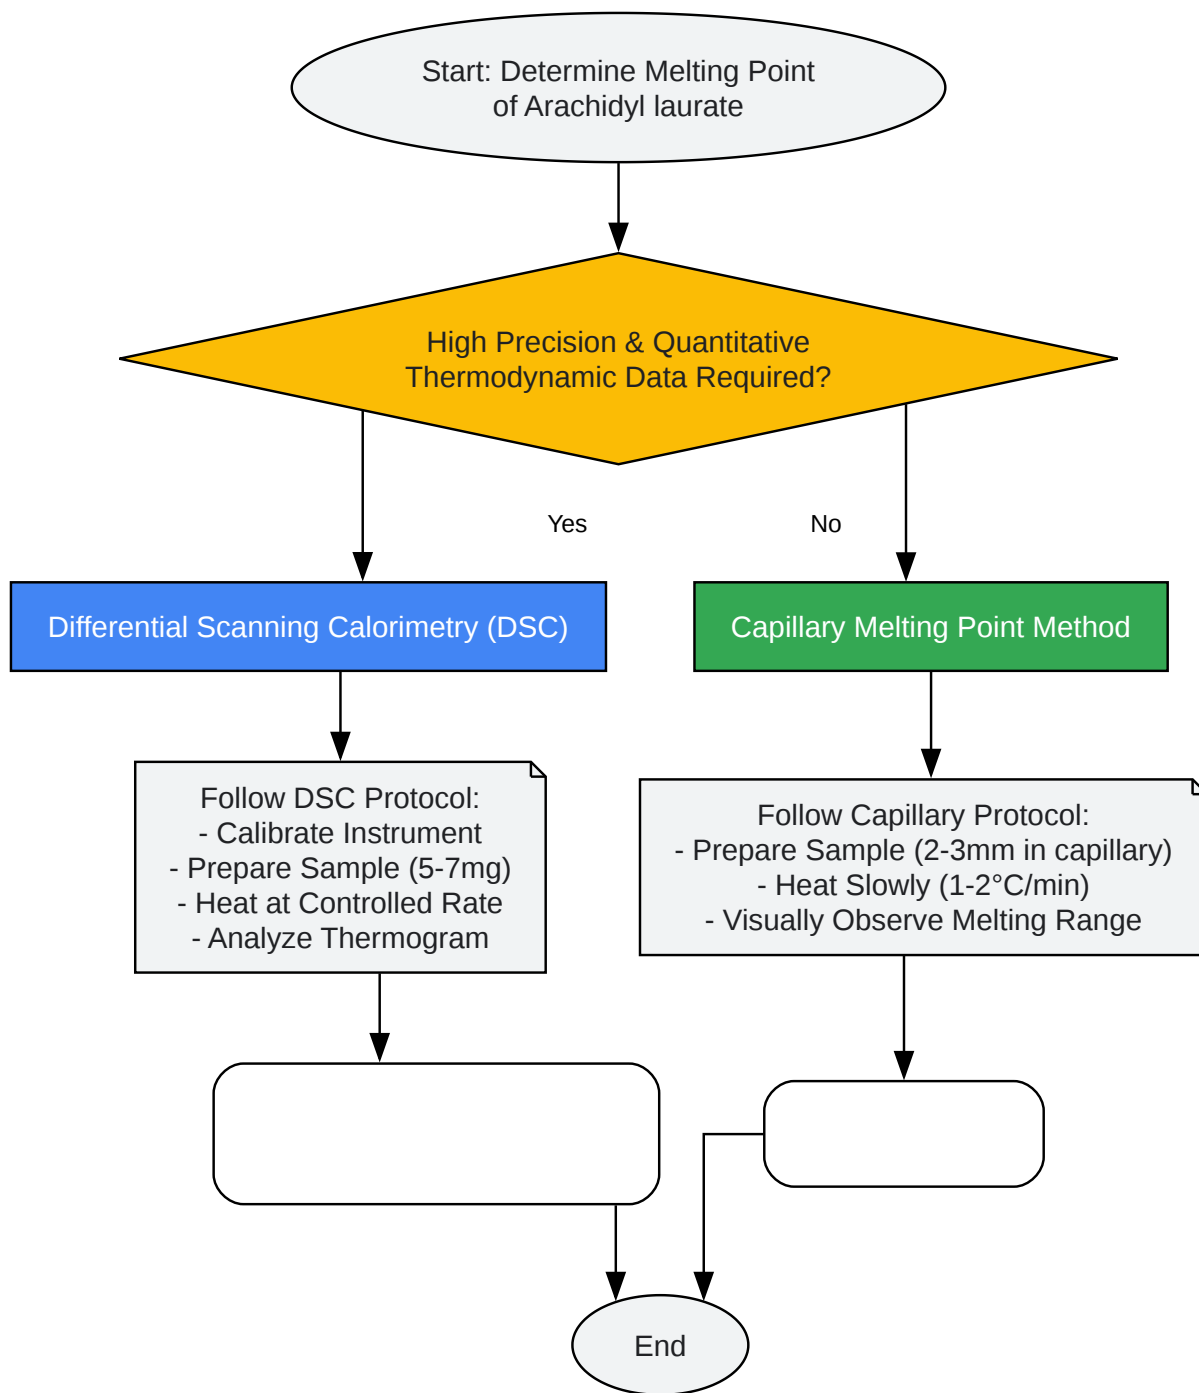 Start: Determine Melting Point
of Arachidyl laurate
High Precision & Quantitative
Thermodynamic Data Required?
Yes
No
Differential Scanning Calorimetry (DSC)
Capillary Melting Point Method
Follow DSC Protocol:
- Calibrate Instrument
- Prepare Sample (5-7mg)
- Heat at Controlled Rate
- Analyze Thermogram
Follow Capillary Protocol:
- Prepare Sample (2-3mm in capillary)
- Heat Slowly (1-2°C/min)
- Visually Observe Melting Range
End